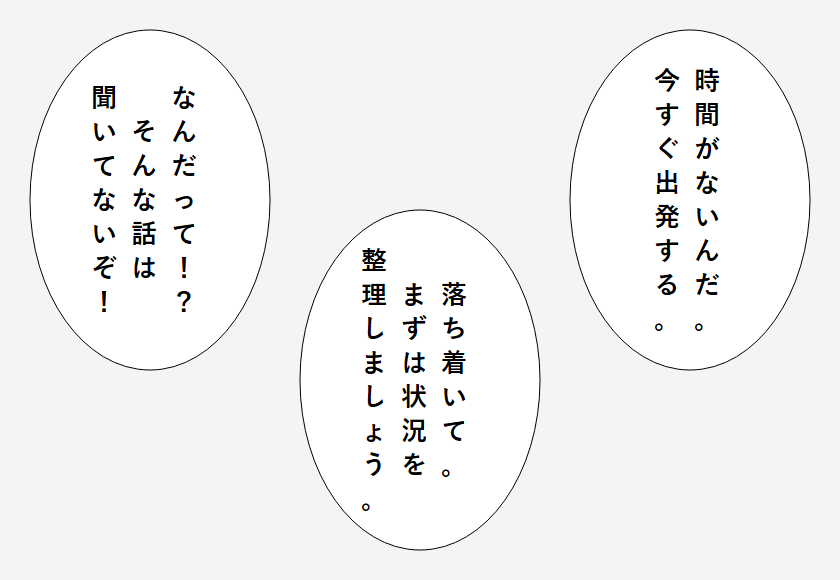 時間がないんだ。
今すぐ出発する。
落ち着いて。
まずは状況を
整理しましょう。
なんだって！？
そんな話は
聞いてないぞ！